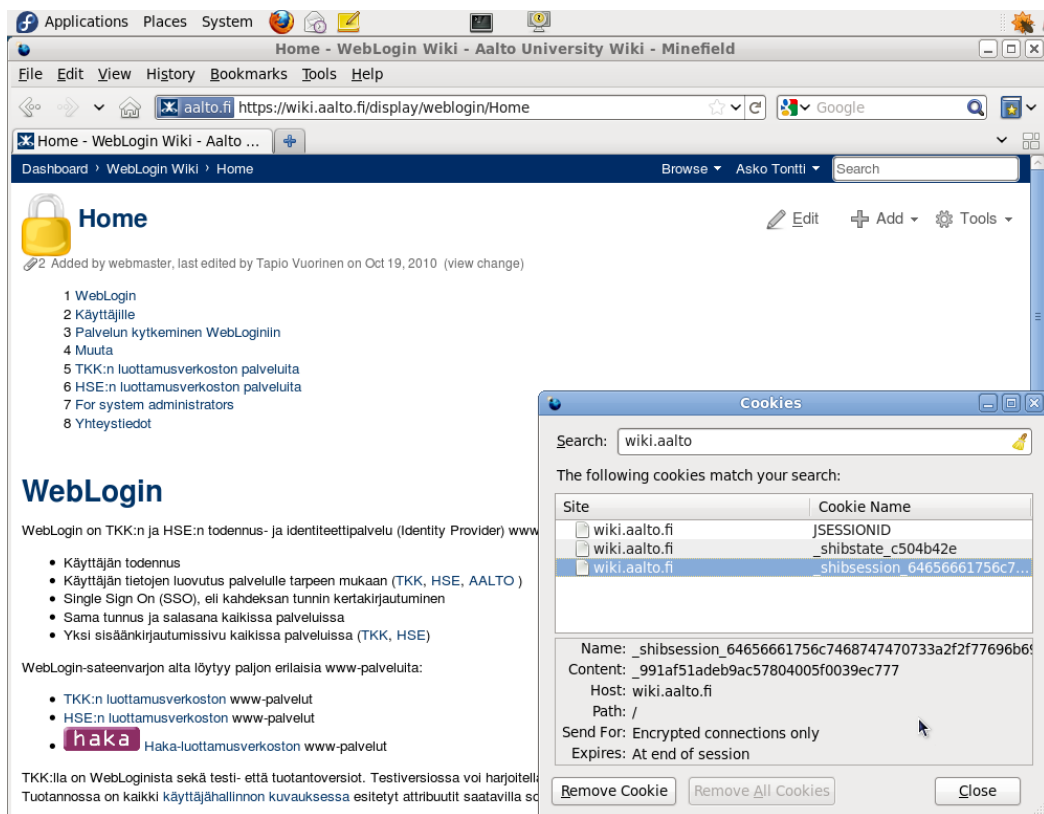 Applications Places System
Home - WebLogin Wiki - Aalto University Wiki - Minefield
File Edit View History Bookmarks Tools Help
aalto.fi https://wiki.aalto.fi/display/weblogin/Home
Google
Home - WebLogin Wiki - Aalto ...
Dashboard › WebLogin Wiki › Home Browse Asko Tontti Search
Home
Edit Add Tools
2 Added by webmaster, last edited by Tapio Vuorinen on Oct 19, 2010 (view change)
1 WebLogin
2 Käyttäjille
3 Palvelun kytkeminen WebLoginiin
4 Muuta
5 TKK:n luottamusverkoston palveluita
6 HSE:n luottamusverkoston palveluita
7 For system administrators
8 Yhteystiedot
WebLogin
WebLogin on TKK:n ja HSE:n todennus- ja identiteettipalvelu (Identity Provider) www
• Käyttäjän todennus
• Käyttäjän tietojen luovutus palvelulle tarpeen mukaan (TKK, HSE, AALTO )
• Single Sign On (SSO), eli kahdeksan tunnin kertakirjautuminen
• Sama tunnus ja salasana kaikissa palveluissa
• Yksi sisäänkirjautumissivu kaikissa palveluissa (TKK, HSE)
WebLogin-sateenvarjon alta löytyy paljon erilaisia www-palveluita:
• TKK:n luottamusverkoston www-palvelut
• HSE:n luottamusverkoston www-palvelut
• haka Haka-luottamusverkoston www-palvelut
TKK:lla on WebLoginista sekä testi- että tuotantoversiot. Testiversiossa voi harjoitella
Tuotannossa on kaikki käyttäjähallinnon kuvauksessa esitetyt attribuutit saatavilla so
Cookies
Search: wiki.aalto
The following cookies match your search:
Site Cookie Name
wiki.aalto.fi JSESSIONID
wiki.aalto.fi _shibstate_c504b42e
wiki.aalto.fi _shibsession_64656661756c7...
Name: _shibsession_64656661756c7468747470733a2f2f77696b69
Content: _991af51adeb9ac57804005f0039ec777
Host: wiki.aalto.fi
Path: /
Send For: Encrypted connections only
Expires: At end of session
Remove Cookie Remove All Cookies Close